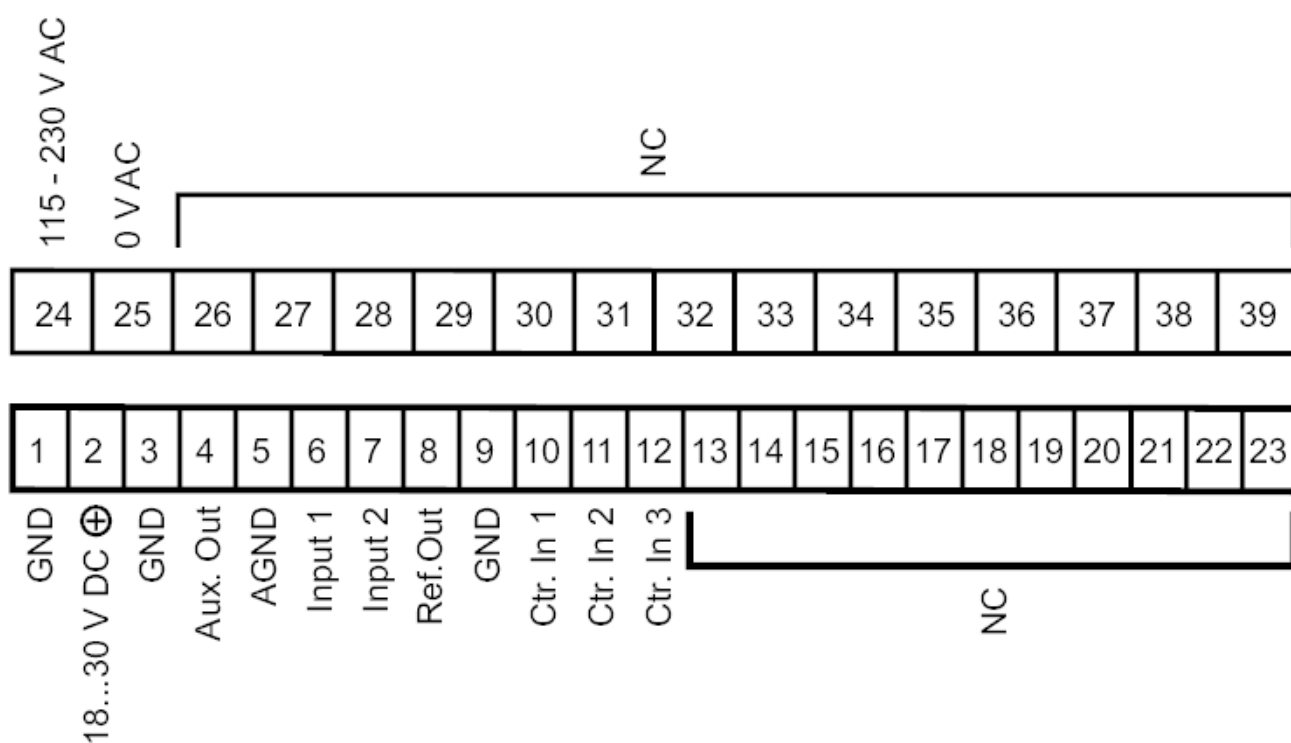 115 - 230 V AC
0 V AC
NC
24 25 26 27 28 29 30 31 32 33 34 35 36 37 38 39
1 2 3 4 5 6 7 8 9 10 11 12 13 14 15 16 17 18 19 20 21 22 23
GND
18...30 V DC ⊕
GND
Aux. Out
AGND
Input 1
Input 2
Ref.Out
GND
Ctr. In 1
Ctr. In 2
Ctr. In 3
NC